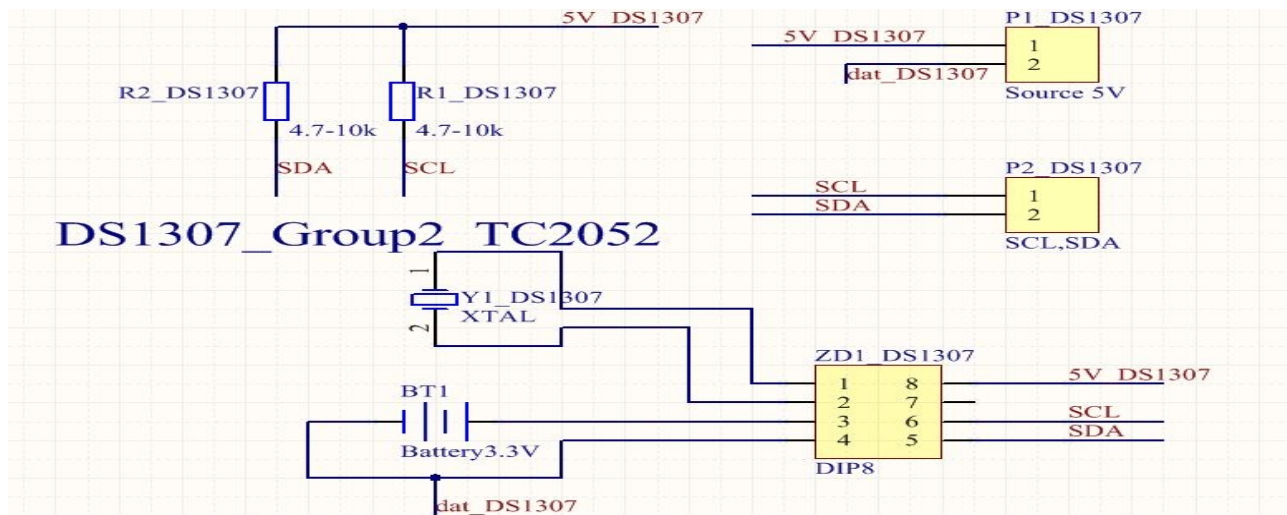 5V_DS1307
R2_DS1307
4.7-10k
SDA
R1_DS1307
4.7-10k
SCL
P1_DS1307
5V_DS1307
1
dat_DS1307
2
Source 5V
P2_DS1307
SCL
1
SDA
2
SCL,SDA
DS1307_Group2_TC2052
1
Y1_DS1307
XTAL
2
BT1
Battery3.3V
dat_DS1307
ZD1_DS1307
1 8
5V_DS1307
2 7
3 6
SCL
4 5
SDA
DIP8